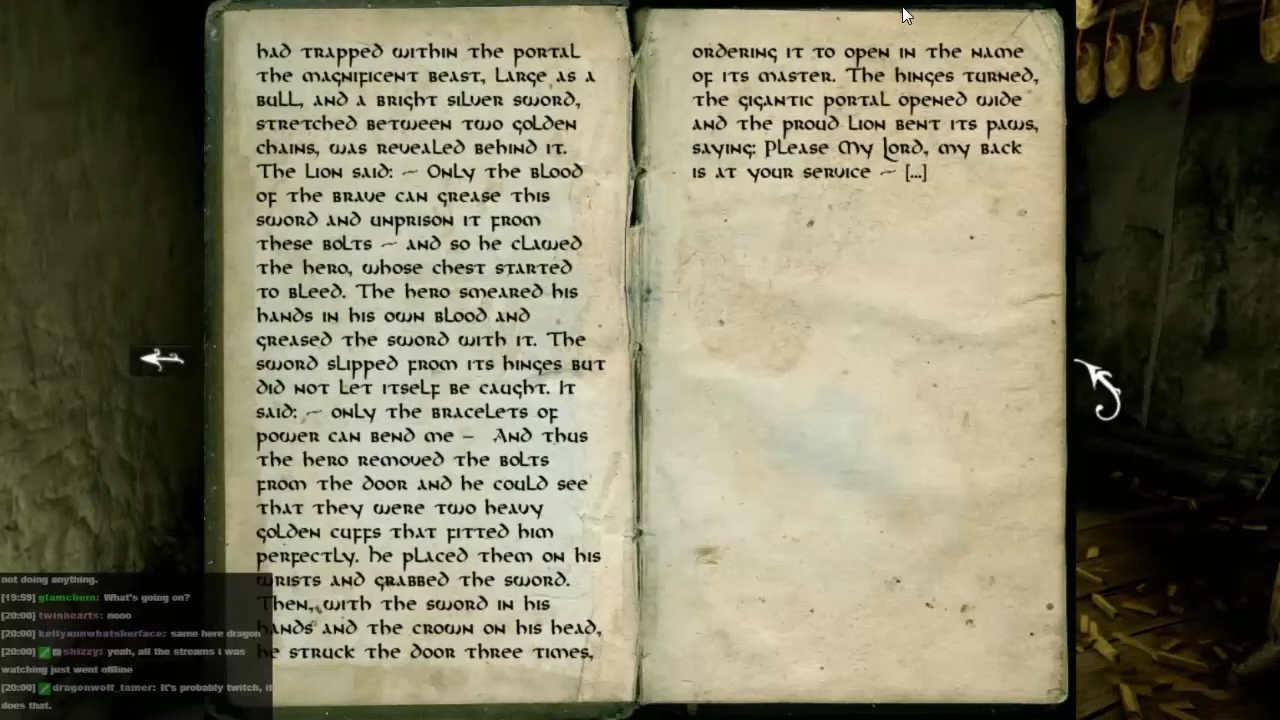 had trapped within the portal
the magnificent beast, large as a
bull, and a bright silver sword,
stretched between two golden
chains, was revealed behind it.
The Lion said: ~ Only the blood
of the brave can grease this
sword and unprison it from
these bolts ~ and so he clawed
the hero, whose chest started
to bleed. The hero smeared his
hands in his own blood and
greased the sword with it. The
sword slipped from its hinges but
did not let itself be caught. It
said: ~ only the bracelets of
power can bend me – And thus
the hero removed the bolts
from the door and he could see
that they were two heavy
golden cuffs that fitted him
perfectly. He placed them on his
wrists and grabbed the sword.
Then, with the sword in his
hands and the crown on his head,
he struck the door three times,
ordering it to open in the name
of its master. The hinges turned,
the gigantic portal opened wide
and the proud Lion bent its paws,
saying: Please My Lord, my back
is at your service ~ [...]
not doing anything.
[19:59] glamchem: What's going on?
[20:00] twinhearts: nooo
[20:00] kellyannwhatsherface: same here dragon
[20:00] shizzy: yeah, all the streams i was
watching just went offline
[20:00] dragonwolf_tamer: It's probably twitch, it
does that.